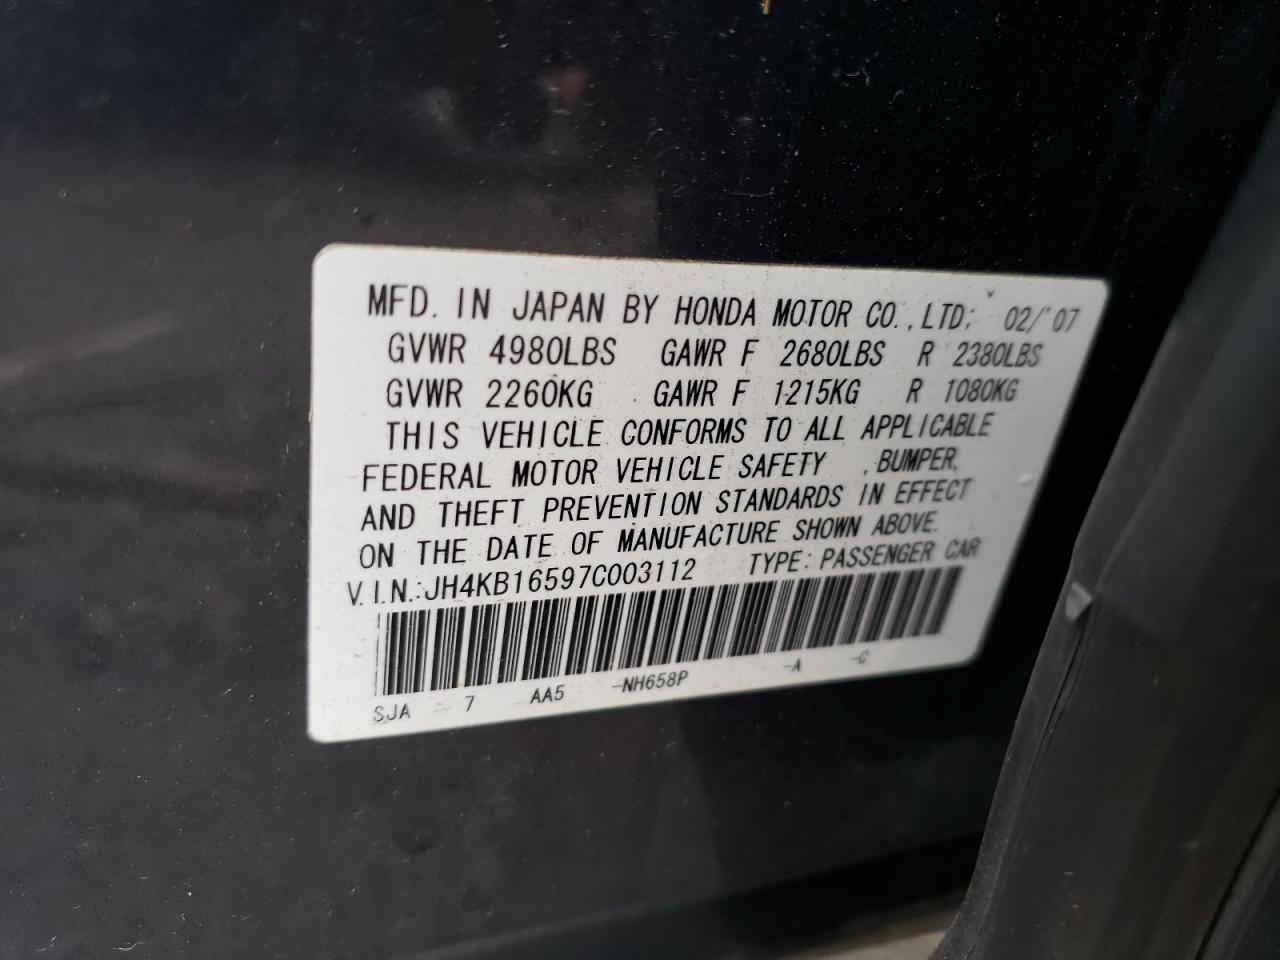 MFD. IN JAPAN BY HONDA MOTOR CO., LTD; 02/'07
GVWR 4980LBS GAWR F 2680LBS R 2380LBS
GVWR 2260KG GAWR F 1215KG R 1080KG
THIS VEHICLE CONFORMS TO ALL APPLICABLE
FEDERAL MOTOR VEHICLE SAFETY , BUMPER,
AND THEFT PREVENTION STANDARDS IN EFFECT
ON THE DATE OF MANUFACTURE SHOWN ABOVE.
V.I.N.:JH4KB16597C003112 TYPE: PASSENGER CAR
SJA 7 AA5 -NH658P -A -C